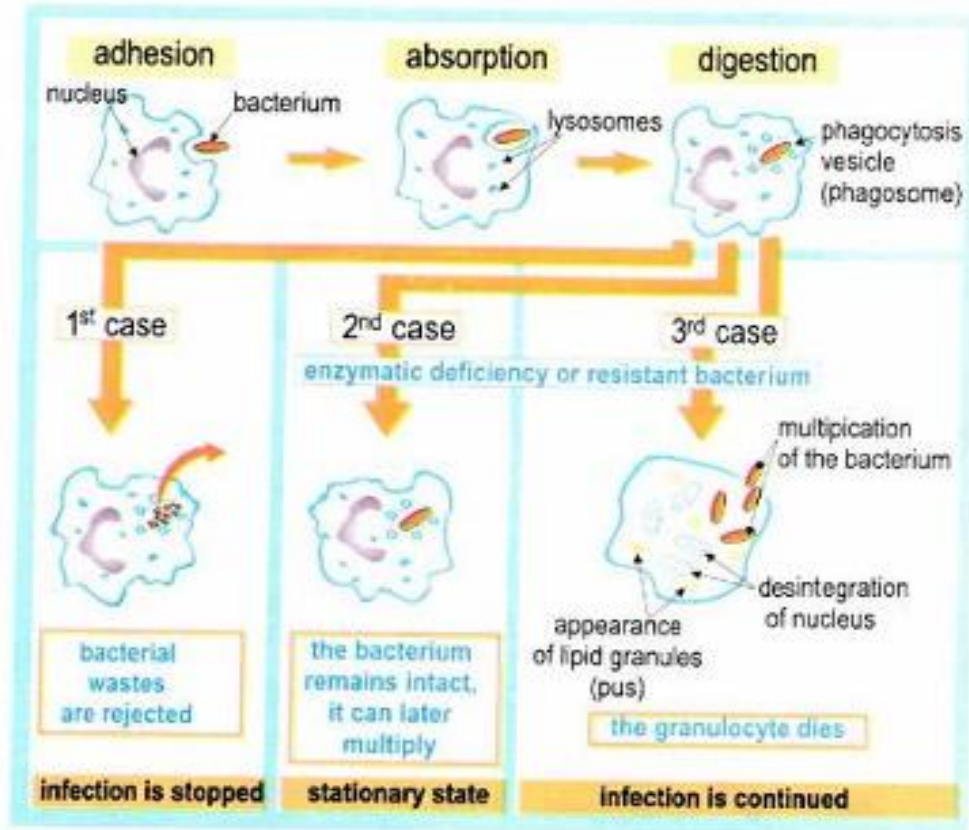 adhesion
absorption
digestion
nucleus
bacterium
lysosomes
phagocytosis
vesicle
(phagosome)
1st case
2nd case
3rd case
enzymatic deficiency or resistant bacterium
multipication
of the bacterium
desintegration
of nucleus
appearance
of lipid granules
(pus)
bacterial
wastes
are rejected
the bacterium
remains intact,
it can later
multiply
the granulocyte dies
infection is stopped
stationary state
infection is continued